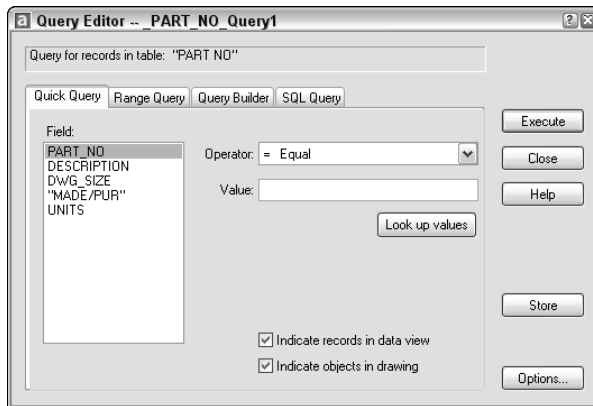 a Query Editor -- _PART_NO_Query1
Query for records in table: "PART NO"
Quick Query Range Query Query Builder SQL Query
Field:
PART_NO
DESCRIPTION
DWG_SIZE
"MADE/PUR"
UNITS
Operator: = Equal
Value:
Look up values
Indicate records in data view
Indicate objects in drawing
Execute
Close
Help
Store
Options...